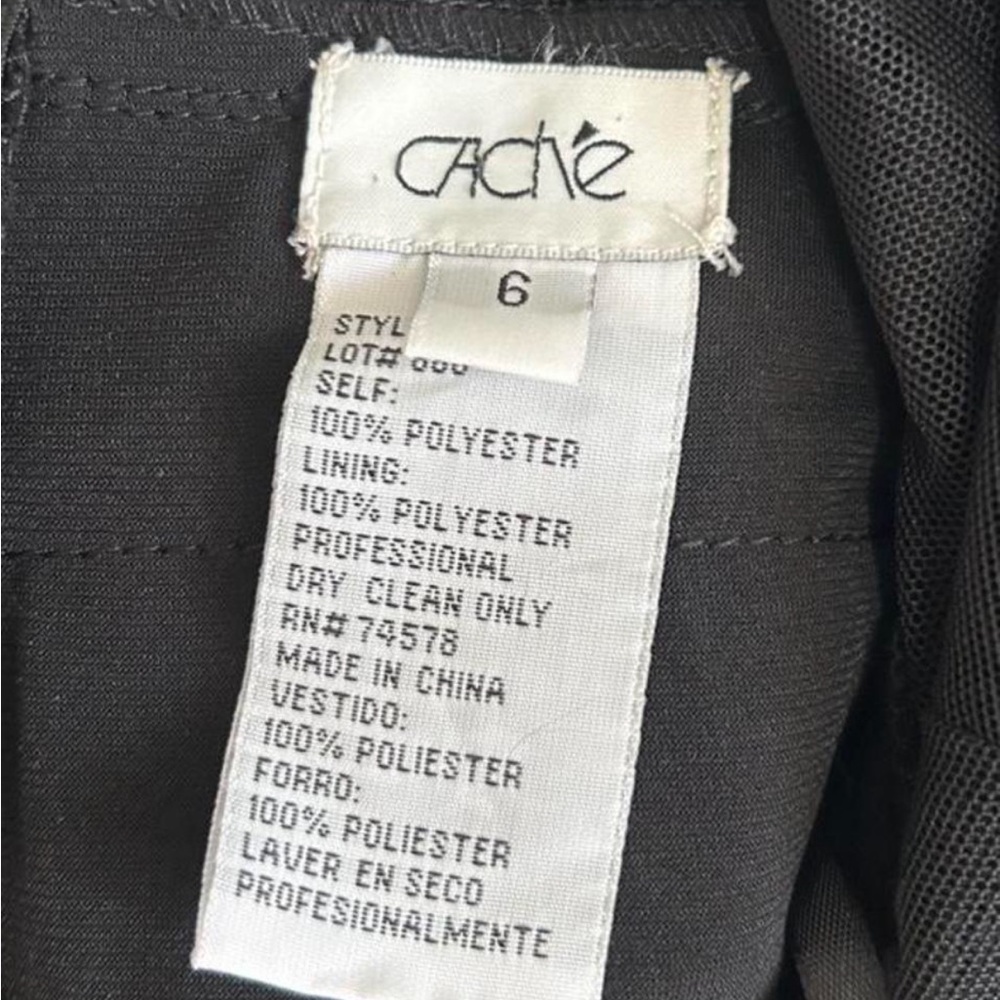 CACHÉ
6
STYL
LOT#
SELF:
100% POLYESTER
LINING:
100% POLYESTER
PROFESSIONAL
DRY CLEAN ONLY
RN# 74578
MADE IN CHINA
VESTIDO:
100% POLIESTER
FORRO:
100% POLIESTER
LAVER EN SECO
PROFESIONALMENTE